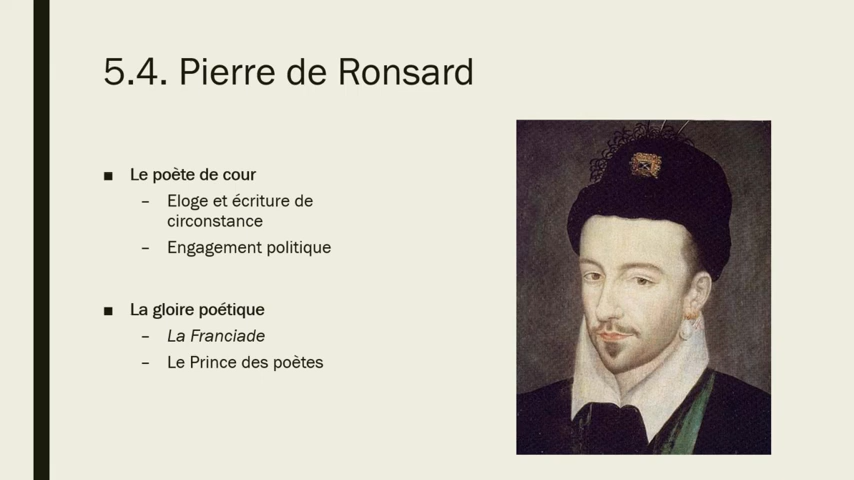 5.4. Pierre de Ronsard
■ Le poète de cour
– Eloge et écriture de
circonstance
– Engagement politique
■ La gloire poétique
– La Franciade
– Le Prince des poètes